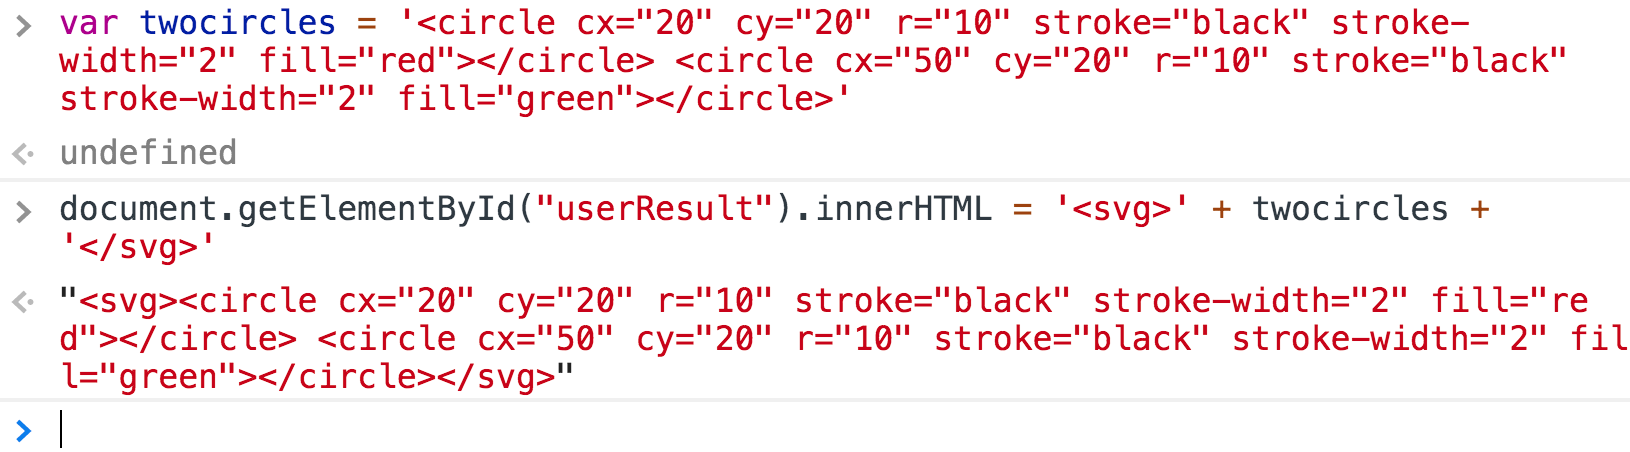 > var twocircles = '<circle cx="20" cy="20" r="10" stroke="black" stroke-
width="2" fill="red"></circle> <circle cx="50" cy="20" r="10" stroke="black"
stroke-width="2" fill="green"></circle>'
undefined
> document.getElementById("userResult").innerHTML = '<svg>' + twocircles +
'</svg>'
"<svg><circle cx="20" cy="20" r="10" stroke="black" stroke-width="2" fill="re
d"></circle> <circle cx="50" cy="20" r="10" stroke="black" stroke-width="2" fil
l="green"></circle></svg>"
>